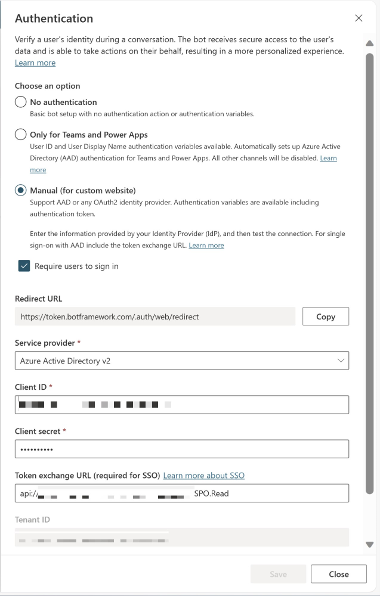 Authentication
Verify a user's identity during a conversation. The bot receives secure access to the user's
data and is able to take actions on their behalf, resulting in a more personalized experience.
Learn more
Choose an option
No authentication
Basic bot setup with no authentication action or authentication variables.
Only for Teams and Power Apps
User ID and User Display Name authentication variables available. Automatically sets up Azure Active
Directory (AAD) authentication for Teams and Power Apps. All other channels will be disabled. Learn
more
Manual (for custom website)
Support AAD or any OAuth2 identity provider. Authentication variables are available including
authentication token.
Enter the information provided by your Identity Provider (IdP), and then test the connection. For single
sign-on with AAD include the token exchange URL. Learn more
Require users to sign in
Redirect URL
https://token.botframework.com/.auth/web/redirect
Copy
Service provider *
Azure Active Directory v2
Client ID *
Client secret *
••••••••••
Token exchange URL (required for SSO) Learn more about SSO
api:// SPO.Read
Tenant ID
Save
Close